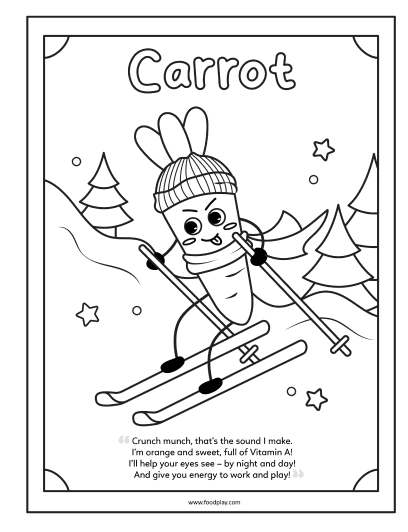 Carrot
“Crunch munch, that's the sound I make.
I'm orange and sweet, full of Vitamin A!
I'll help your eyes see – by night and day!
And give you energy to work and play!”
www.foodplay.com